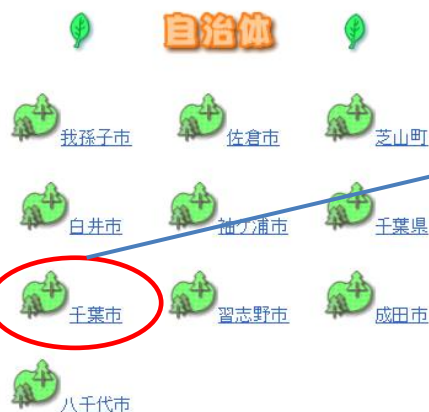 自治体
我孫子市 佐倉市 芝山町
白井市 袖ケ浦市 千葉県
千葉市 習志野市 成田市
八千代市